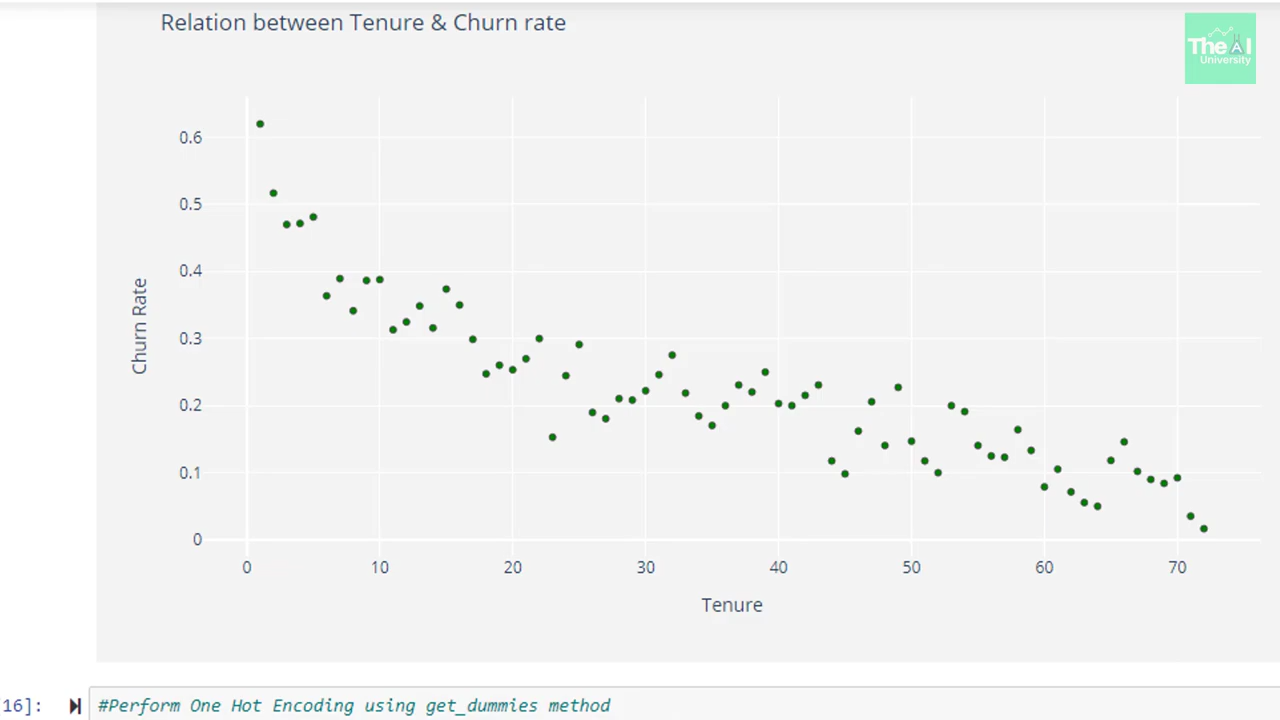 Relation between Tenure & Churn rate
The AI
University
0.6
0.5
0.4
0.3
0.2
0.1
0
Churn Rate
0 10 20 30 40 50 60 70
Tenure
16]: #Perform One Hot Encoding using get_dummies method